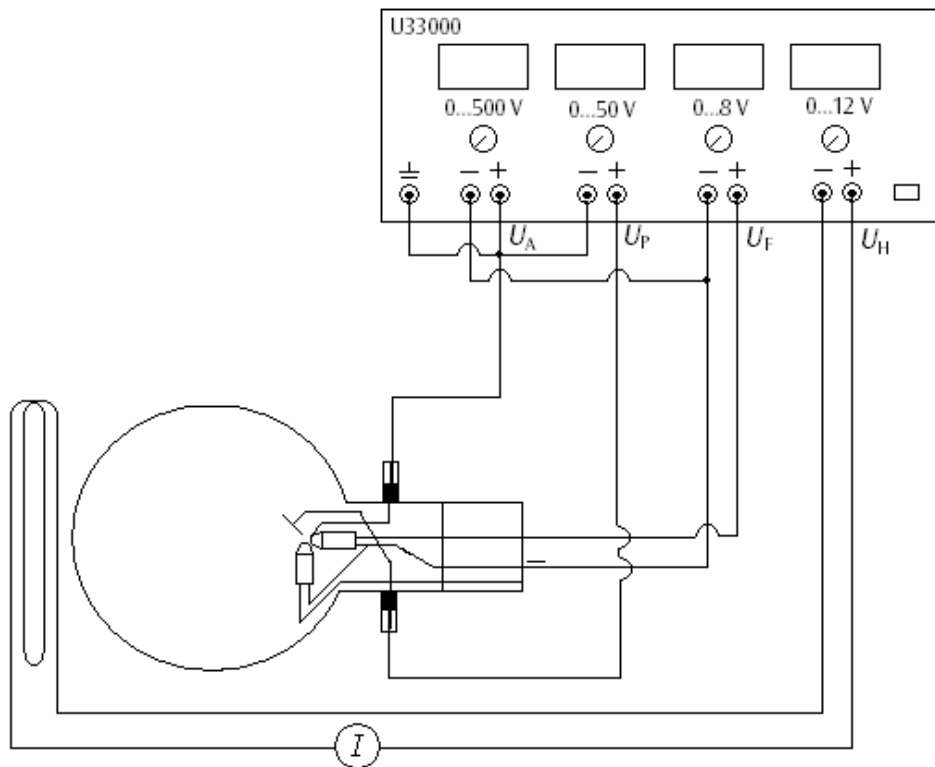 U33000
0...500 V 0...50 V 0...8 V 0...12 V
− + − + − + − +
U_A U_P U_F U_H
−
I